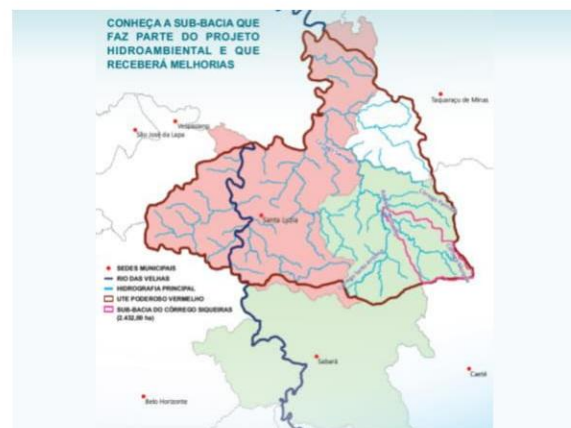 CONHEÇA A SUB-BACIA QUE
FAZ PARTE DO PROJETO
HIDROAMBIENTAL E QUE
RECEBERÁ MELHORIAS
Taquaraçu de Minas
Vespasiano
São José da Lapa
Santa Luzia
SEDES MUNICIPAIS
RIO DAS VELHAS
HIDROGRAFIA PRINCIPAL
UTE PODEROSO VERMELHO
SUB-BACIA DO CÓRREGO SIQUEIRAS
(2.432,00 ha)
Sabará
Caeté
Belo Horizonte